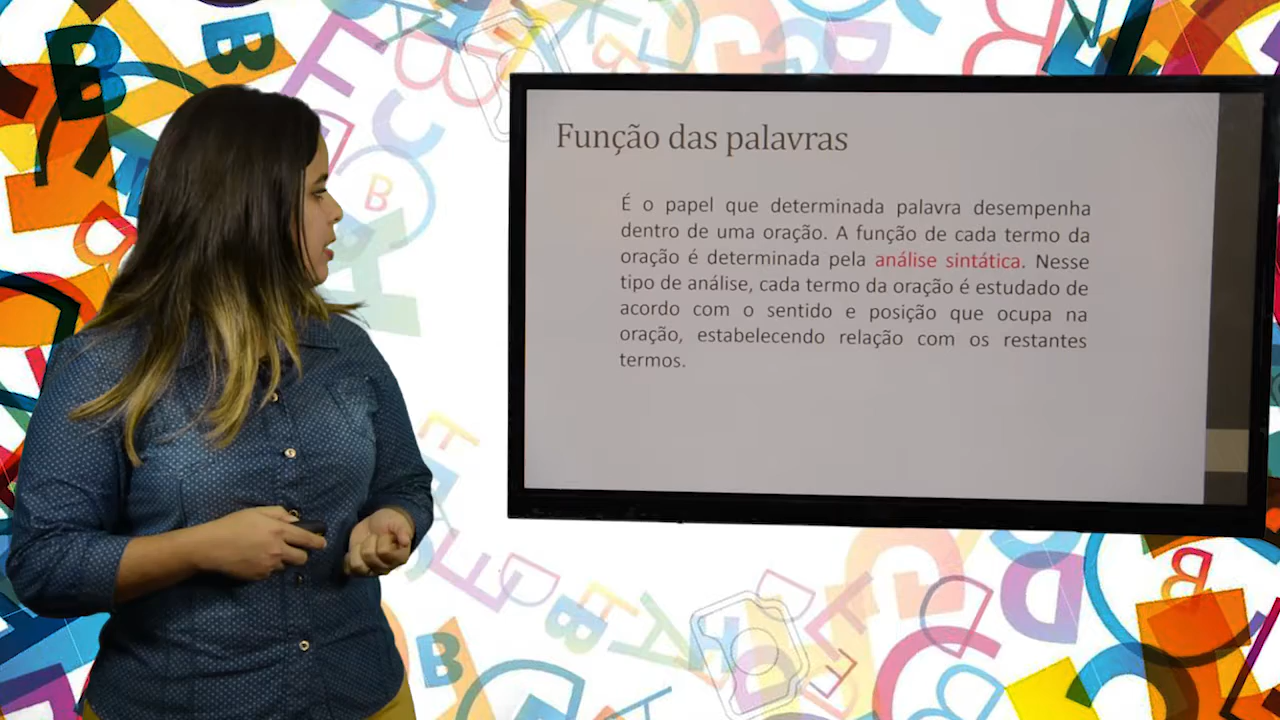 Função das palavras
É o papel que determinada palavra desempenha
dentro de uma oração. A função de cada termo da
oração é determinada pela análise sintática. Nesse
tipo de análise, cada termo da oração é estudado de
acordo com o sentido e posição que ocupa na
oração, estabelecendo relação com os restantes
termos.